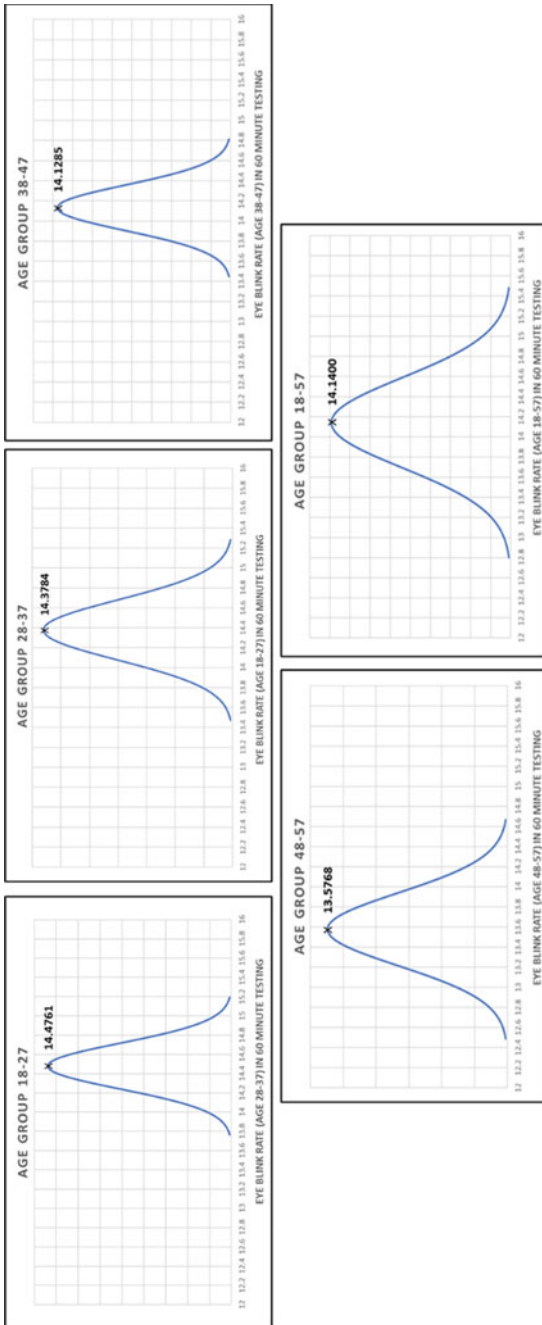 AGE GROUP 18-27
14.4761
12 12.2 12.4 12.6 12.8 13 13.2 13.4 13.6 13.8 14 14.2 14.4 14.6 14.8 15 15.2 15.4 15.6 15.8 16
EYE BLINK RATE (AGE 28-37) IN 60 MINUTE TESTING
AGE GROUP 28-37
14.3784
12 12.2 12.4 12.6 12.8 13 13.2 13.4 13.6 13.8 14 14.2 14.4 14.6 14.8 15 15.2 15.4 15.6 15.8 16
EYE BLINK RATE (AGE 18-27) IN 60 MINUTE TESTING
AGE GROUP 38-47
14.1285
12 12.2 12.4 12.6 12.8 13 13.2 13.4 13.6 13.8 14 14.2 14.4 14.6 14.8 15 15.2 15.4 15.6 15.8 16
EYE BLINK RATE (AGE 38-47) IN 60 MINUTE TESTING
AGE GROUP 48-57
13.5768
12 12.2 12.4 12.6 12.8 13 13.2 13.4 13.6 13.8 14 14.2 14.4 14.6 14.8 15 15.2 15.4 15.6 15.8 16
EYE BLINK RATE (AGE 48-57) IN 60 MINUTE TESTING
AGE GROUP 18-57
14.1400
12 12.2 12.4 12.6 12.8 13 13.2 13.4 13.6 13.8 14 14.2 14.4 14.6 14.8 15 15.2 15.4 15.6 15.8 16
EYE BLINK RATE (AGE 18-57) IN 60 MINUTE TESTING